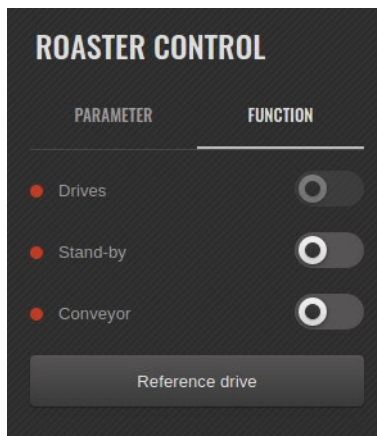 ROASTER CONTROL
PARAMETER FUNCTION
Drives
Stand-by
Conveyor
Reference drive